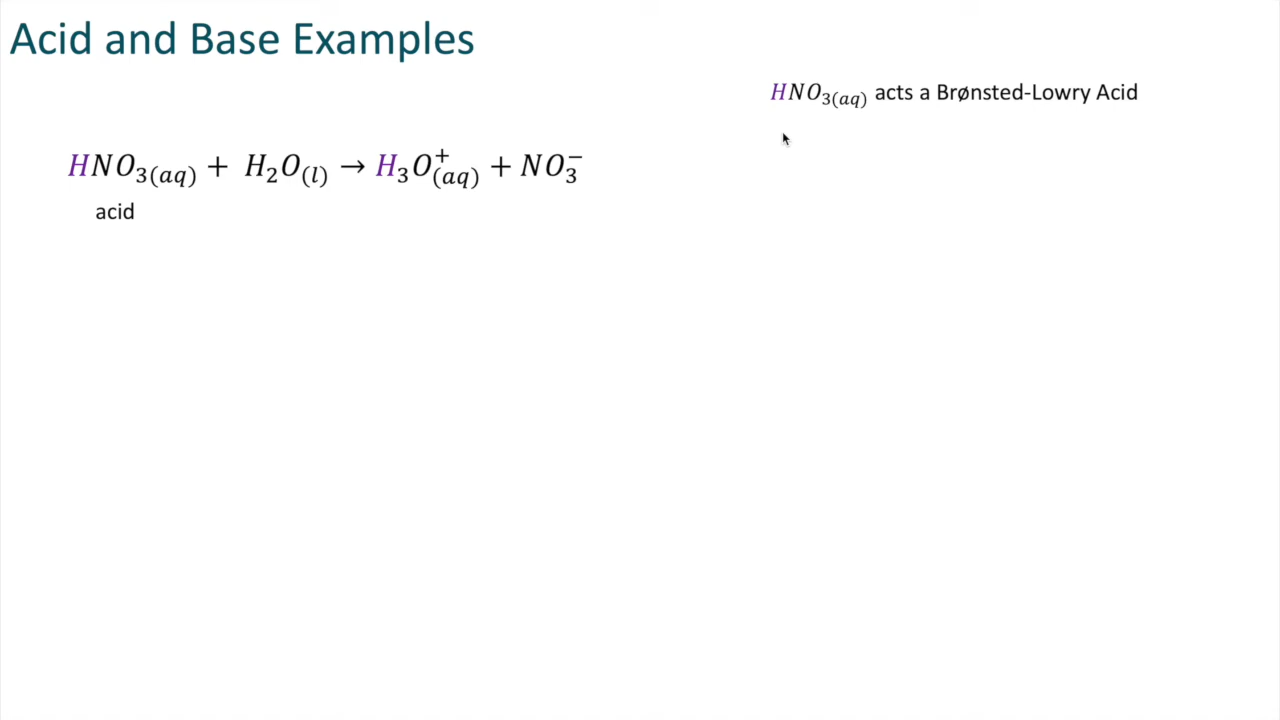 Acid and Base Examples
HNO₃₍aq₎ acts a Brønsted-Lowry Acid
HNO₃(aq) + H₂O(l) → H₃O⁺(aq) + NO₃⁻
acid